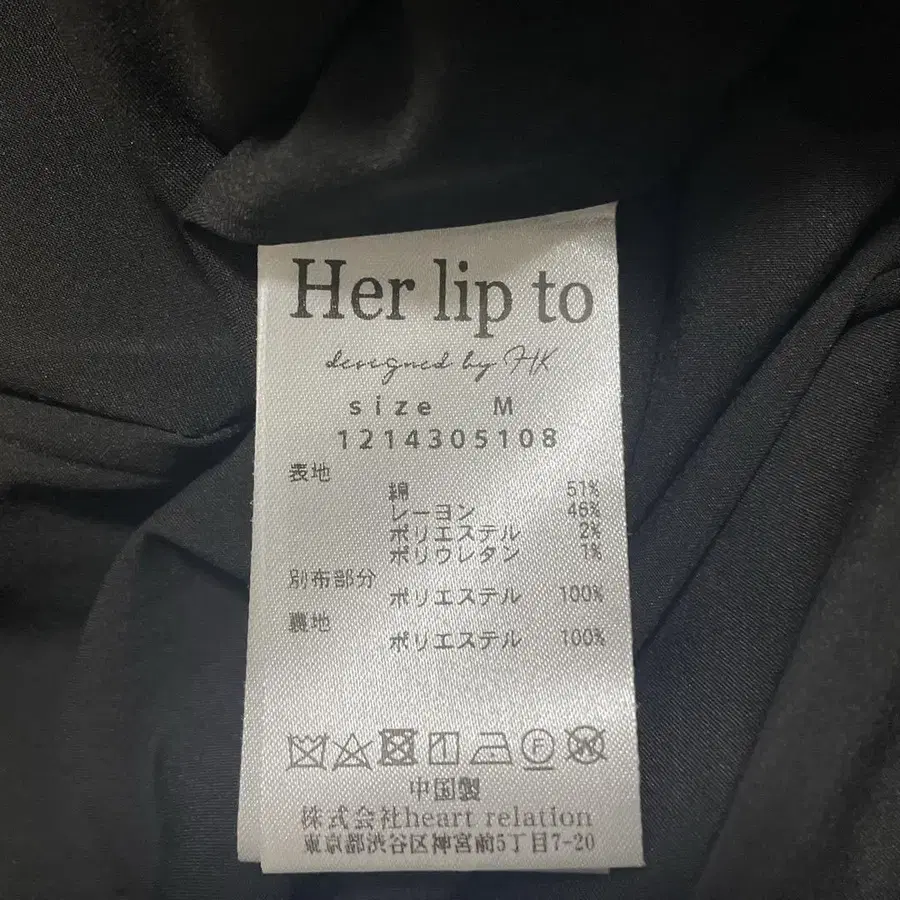 Her lip to
designed by HK
size M
1214305108
表地
綿 51%
レーヨン 46%
ポリエステル 2%
ポリウレタン 1%
別布部分
ポリエステル 100%
裏地
ポリエステル 100%
F W
中国製
株式会社heart relation
東京都渋谷区神宮前5丁目7-20